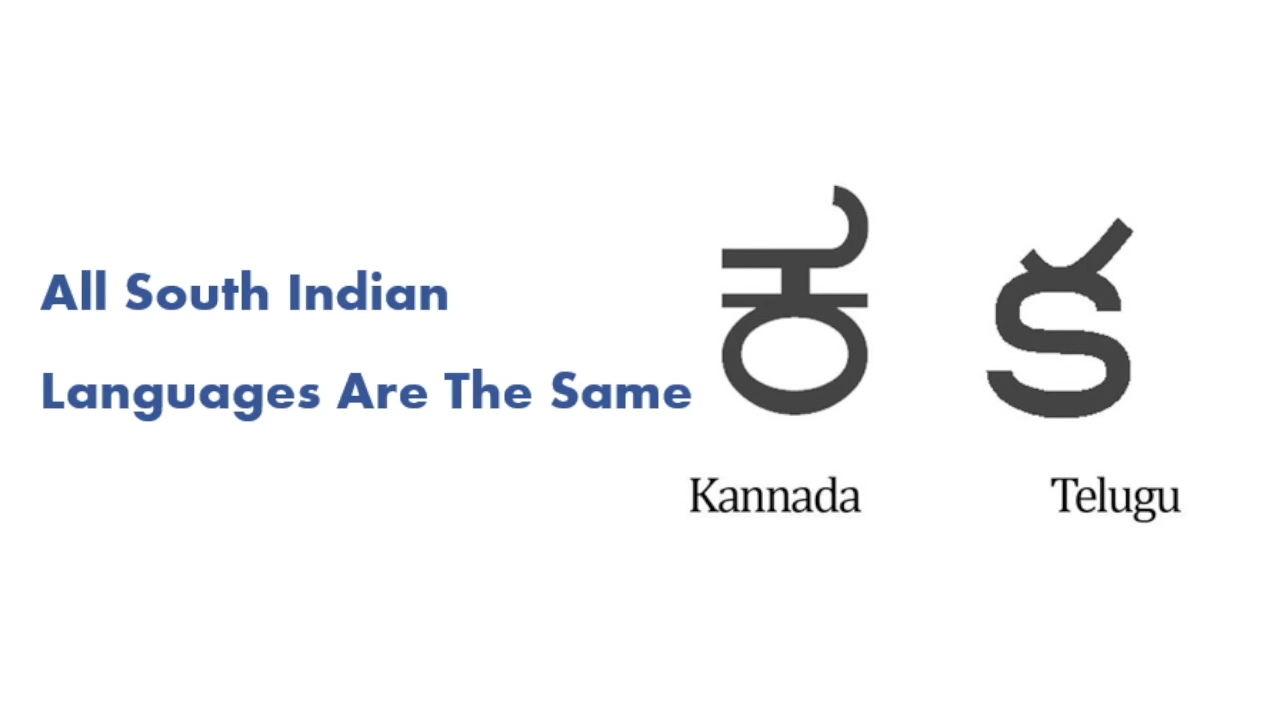 All South Indian
Languages Are The Same
ಕ క
Kannada Telugu